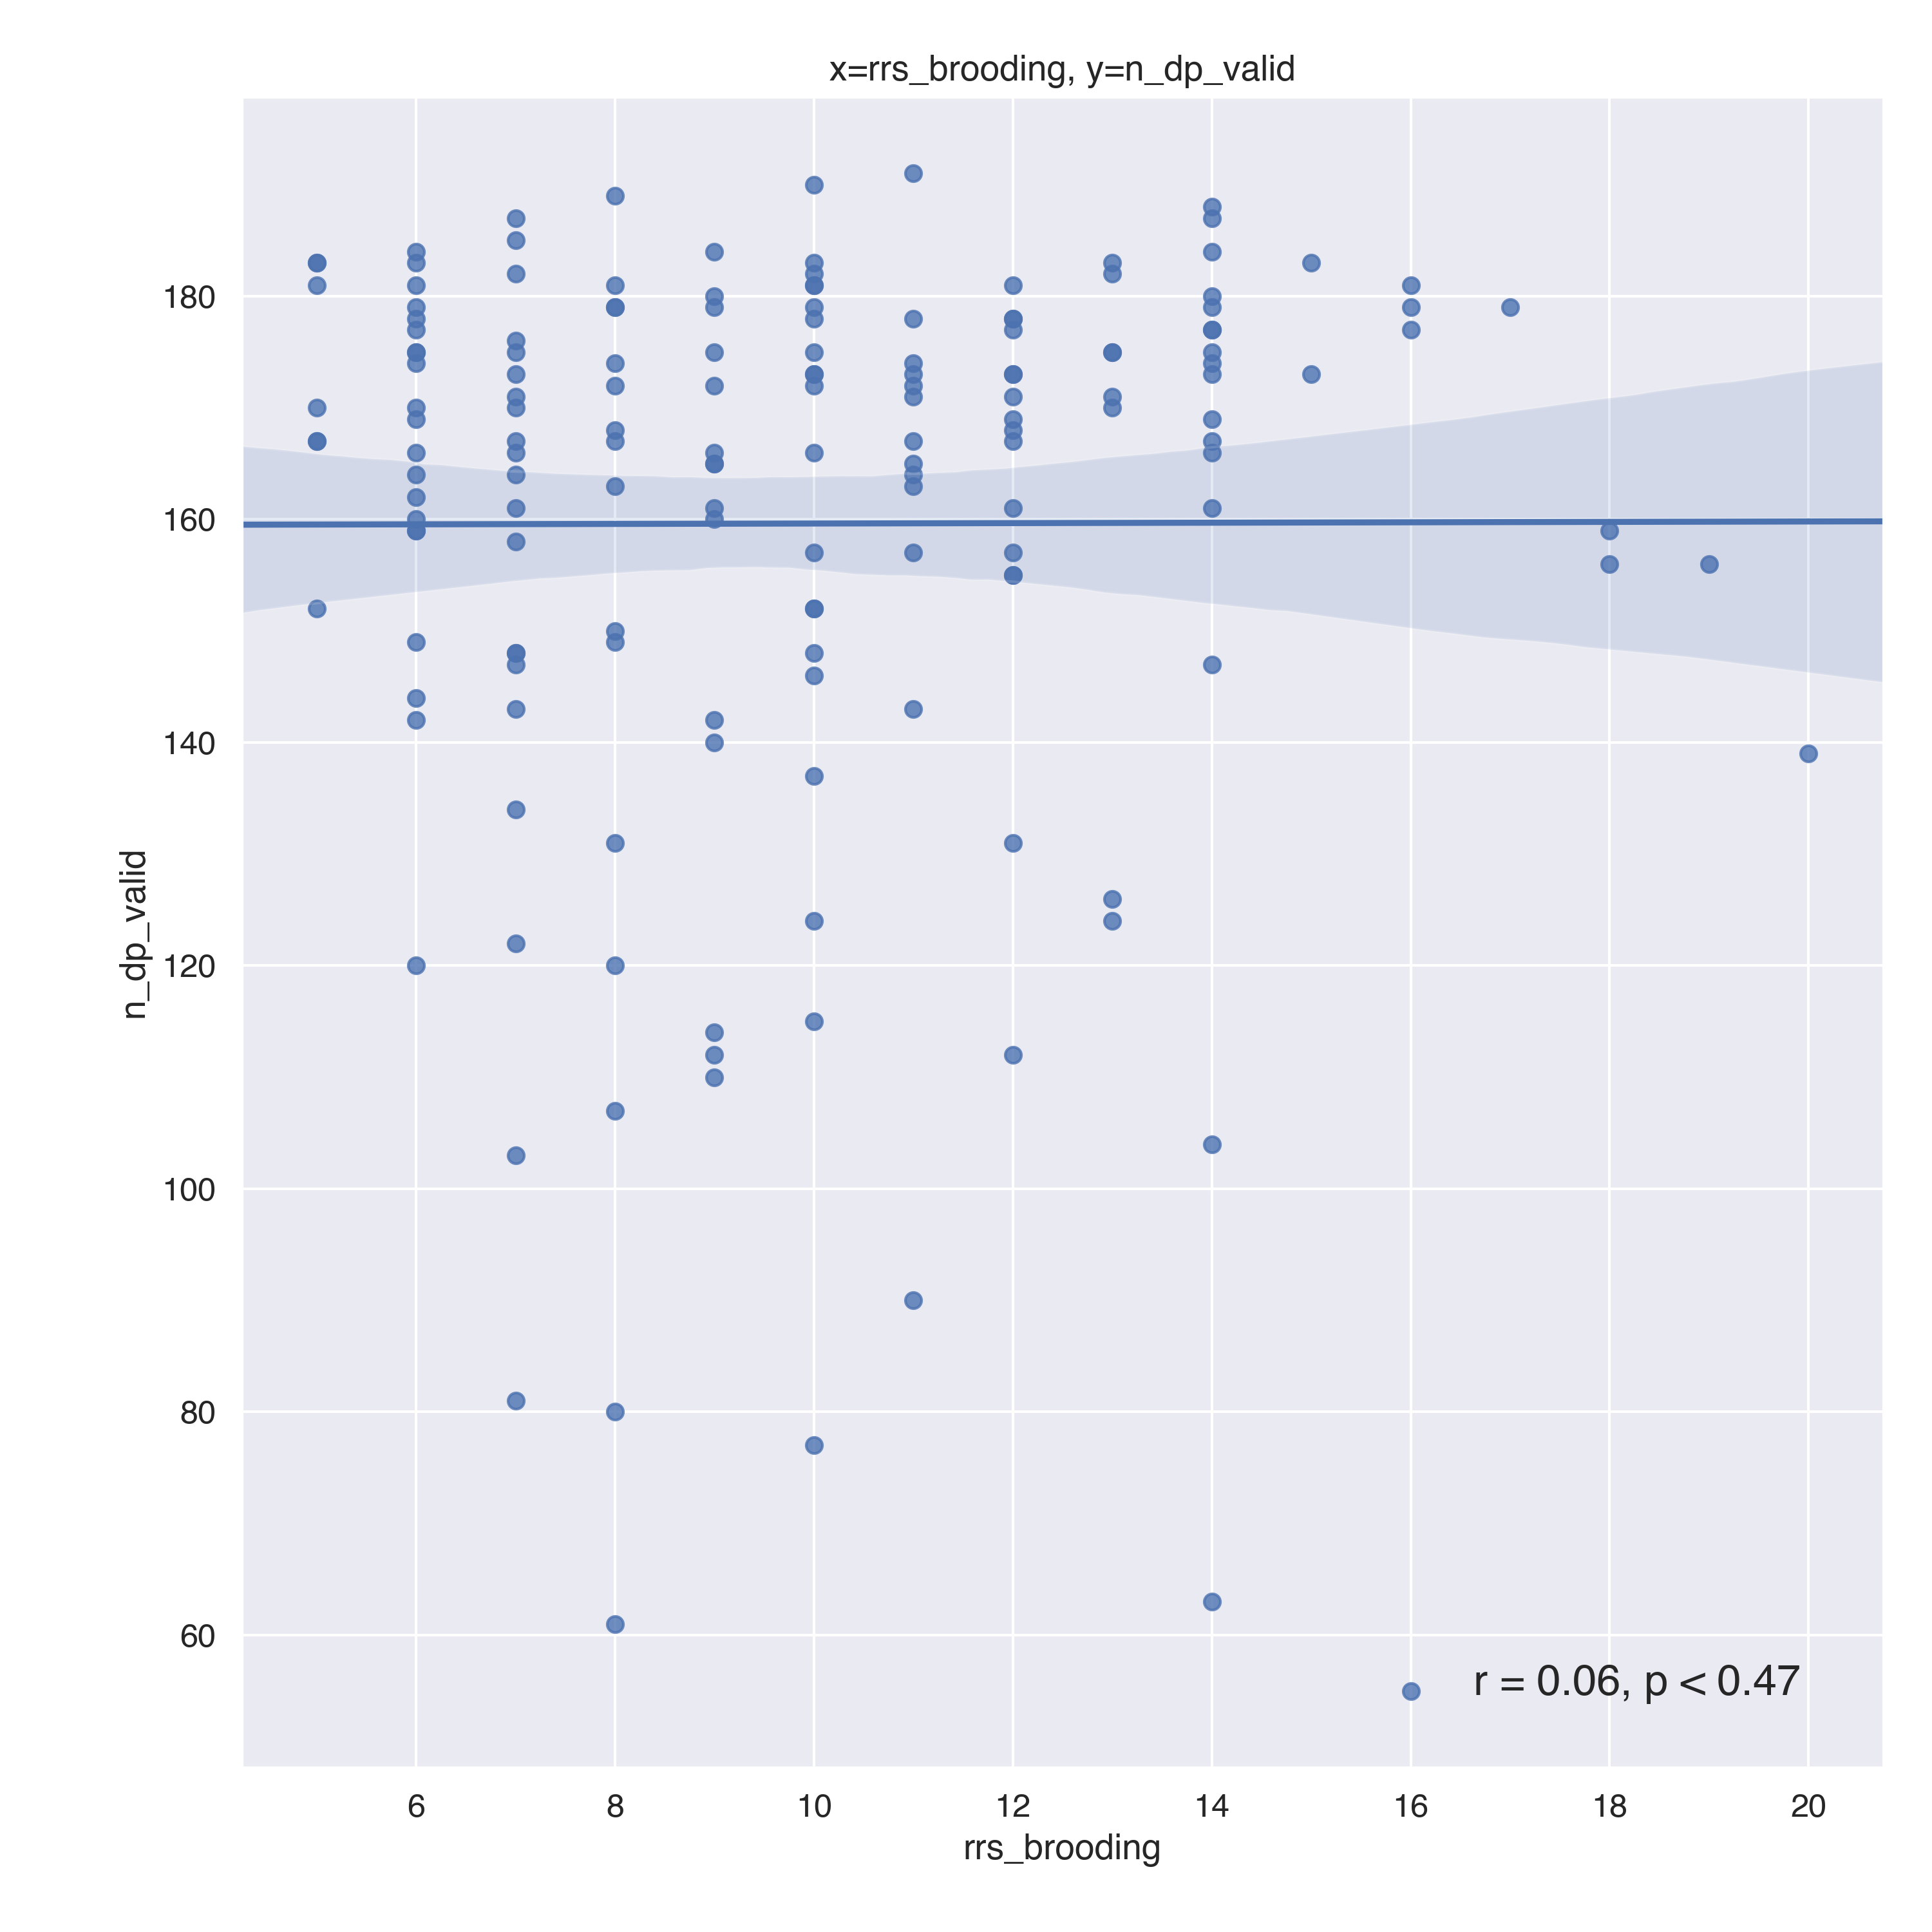 x=rrs_brooding, y=n_dp_valid
n_dp_valid
180
160
140
120
100
80
60
r = 0.06, p < 0.47
6 8 10 12 14 16 18 20
rrs_brooding